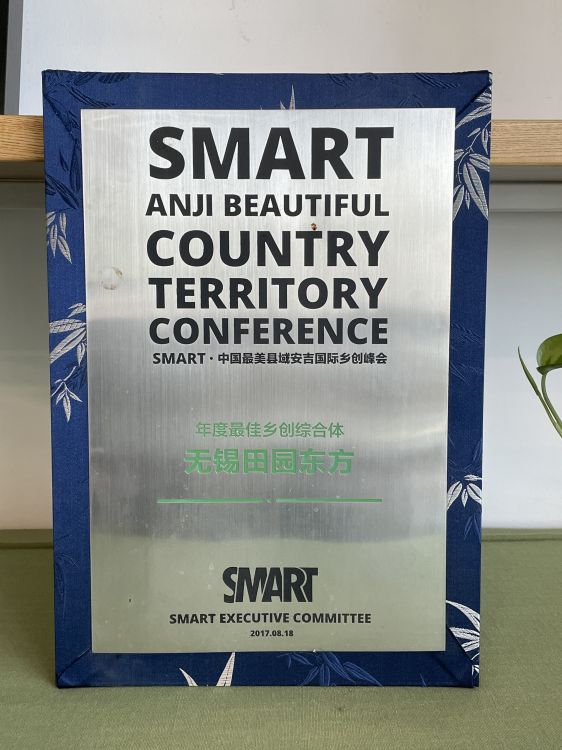 SMART
ANJI BEAUTIFUL
COUNTRY
TERRITORY
CONFERENCE
SMART·中国最美县域安吉国际乡创峰会
年度最佳乡创综合体
无锡田园东方
SMART
SMART EXECUTIVE COMMITTEE
2017.08.18